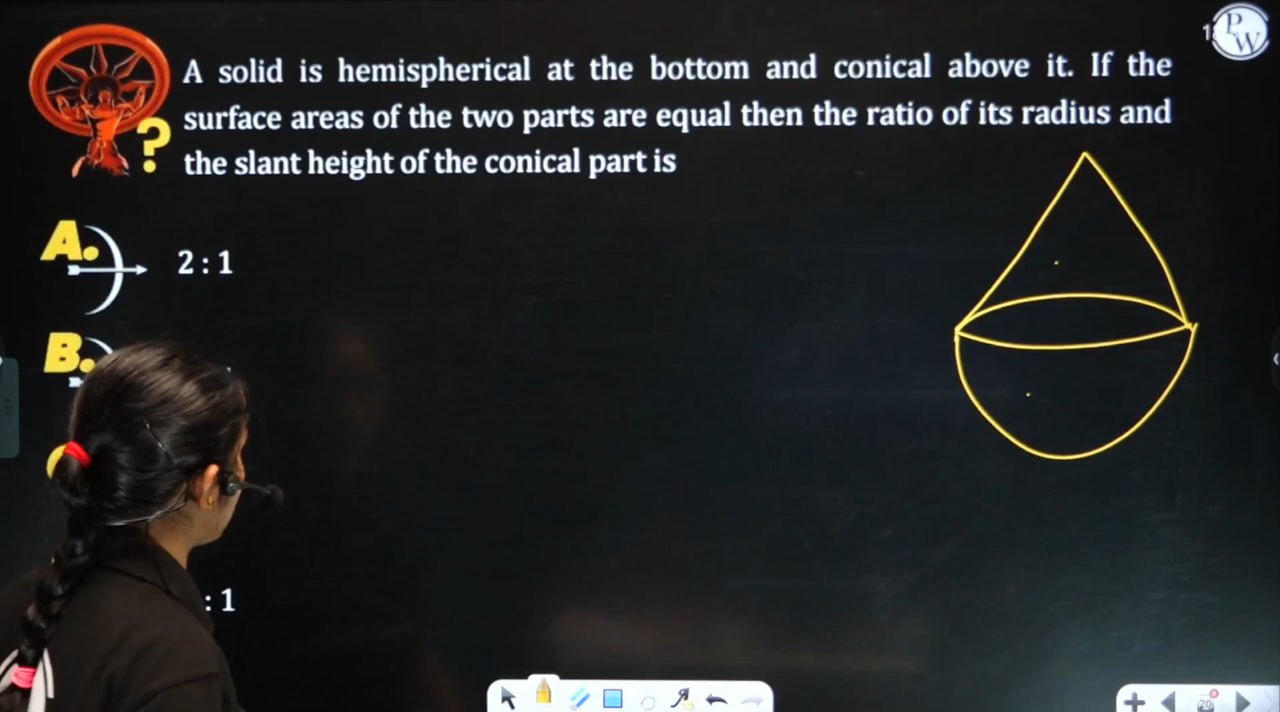 A solid is hemispherical at the bottom and conical above it. If the
surface areas of the two parts are equal then the ratio of its radius and
the slant height of the conical part is
?
A.
2 : 1
B.
: 1
PW
20